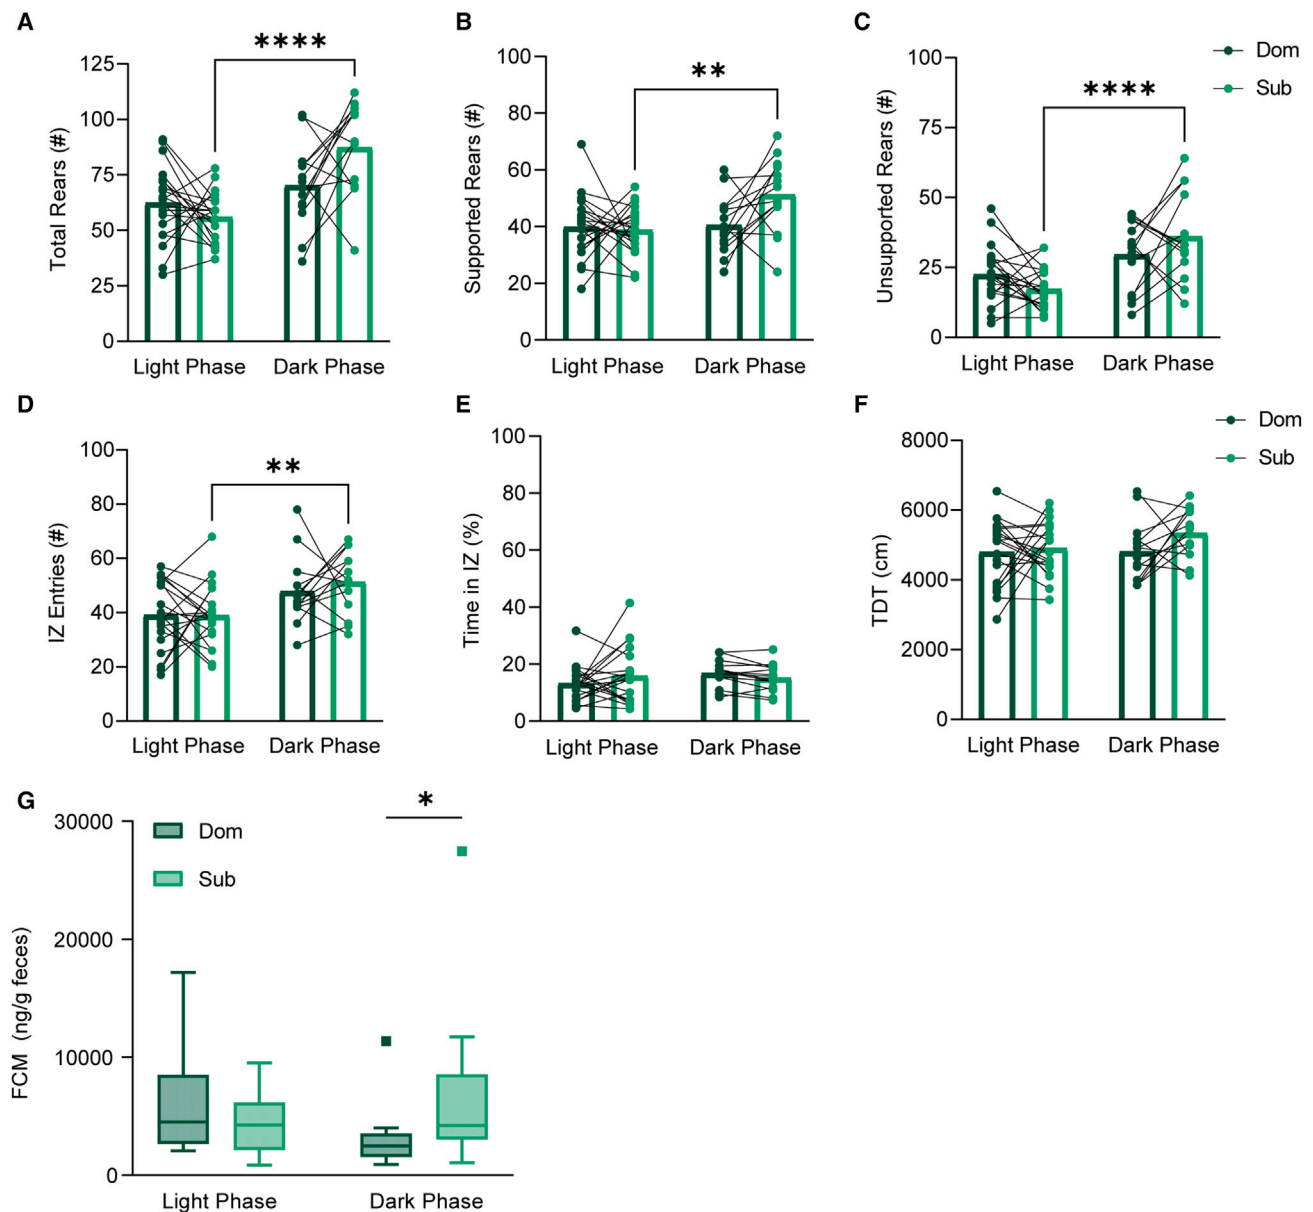 A
****
Total Rears (#)
125
100
75
50
25
0
Light Phase
Dark Phase
B
**
Supported Rears (#)
100
80
60
40
20
0
Light Phase
Dark Phase
C
****
Dom
Sub
Unsupported Rears (#)
100
75
50
25
0
Light Phase
Dark Phase
D
**
IZ Entries (#)
100
80
60
40
20
0
Light Phase
Dark Phase
E
Time in IZ (%)
100
80
60
40
20
0
Light Phase
Dark Phase
F
Dom
Sub
TDT (cm)
8000
6000
4000
2000
0
Light Phase
Dark Phase
G
*
Dom
Sub
FCM (ng/g feces)
30000
20000
10000
0
Light Phase
Dark Phase